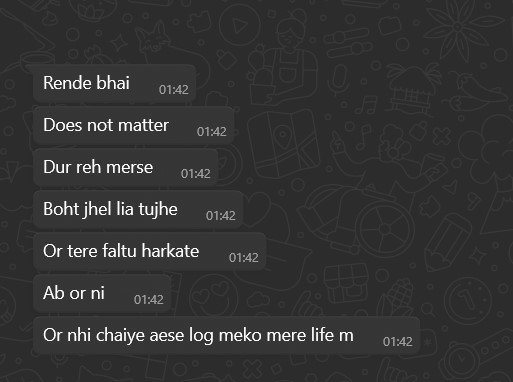 Rende bhai 01:42
Does not matter 01:42
Dur reh merse 01:42
Boht jhel lia tujhe 01:42
Or tere faltu harkate 01:42
Ab or ni 01:42
Or nhi chaiye aese log meko mere life m 01:42